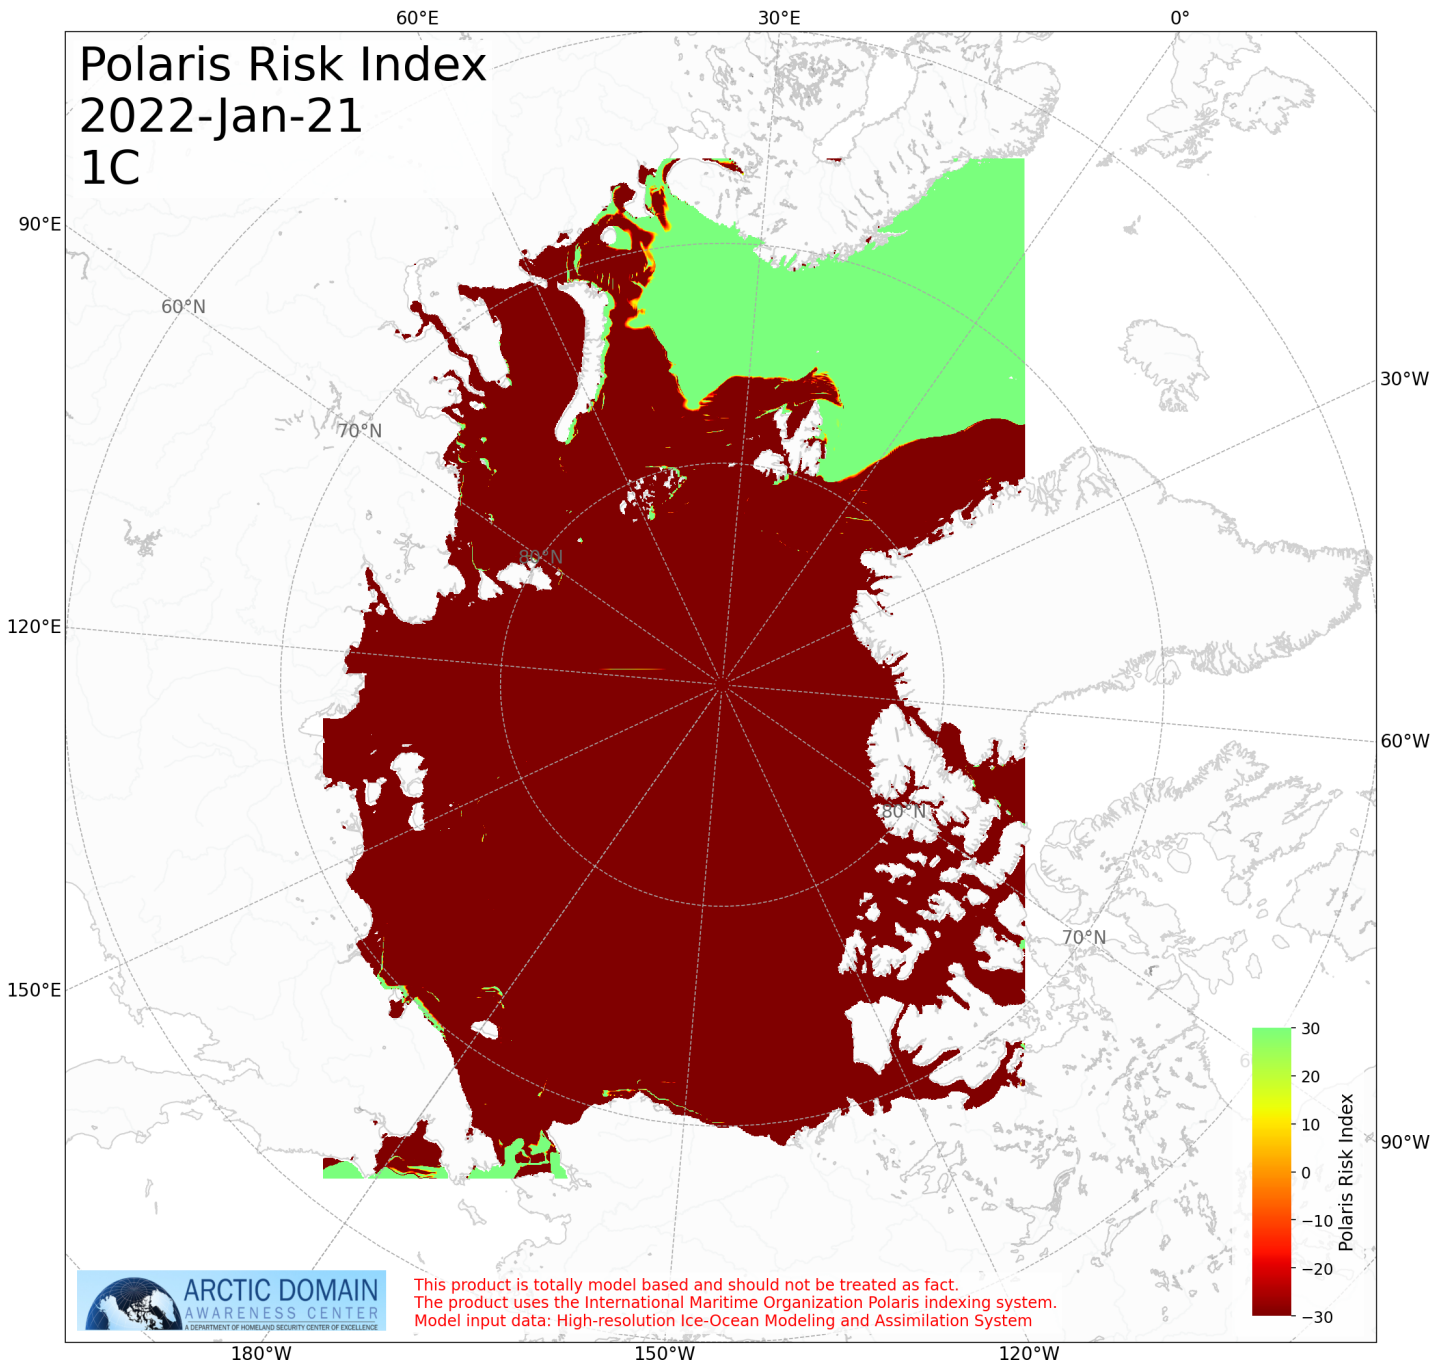 60°E
30°E
0°
Polaris Risk Index
2022-Jan-21
1C
90°E
60°N
30°W
70°N
80°N
120°E
60°W
80°N
70°N
150°E
30
20
10
0
−10
−20
−30
Polaris Risk Index
90°W
ARCTIC DOMAIN
AWARENESS CENTER
A DEPARTMENT OF HOMELAND SECURITY CENTER OF EXCELLENCE
This product is totally model based and should not be treated as fact.
The product uses the International Maritime Organization Polaris indexing system.
Model input data: High-resolution Ice-Ocean Modeling and Assimilation System
180°W
150°W
120°W